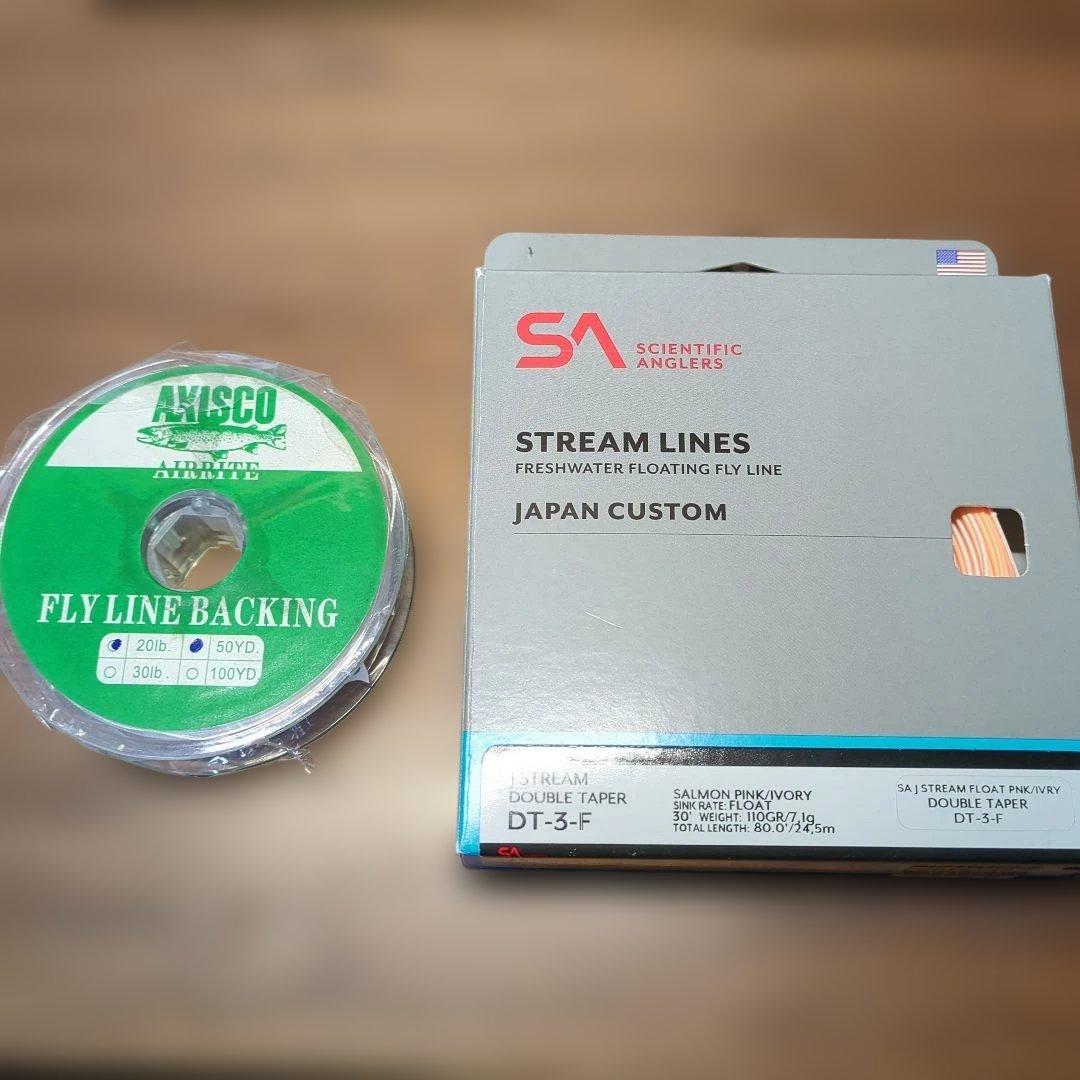 AXISCO
AIRRITE
FLY LINE BACKING
20lb. 50YD.
30lb. 100YD
SA SCIENTIFIC
ANGLERS
STREAM LINES
FRESHWATER FLOATING FLY LINE
JAPAN CUSTOM
J STREAM
DOUBLE TAPER
DT-3-F
SALMON PINK/IVORY
SINK RATE: FLOAT
30' WEIGHT: 110GR/7,1g
TOTAL LENGTH: 80.0'/24,5m
SA J STREAM FLOAT PNK/IVRY
DOUBLE TAPER
DT-3-F
SA